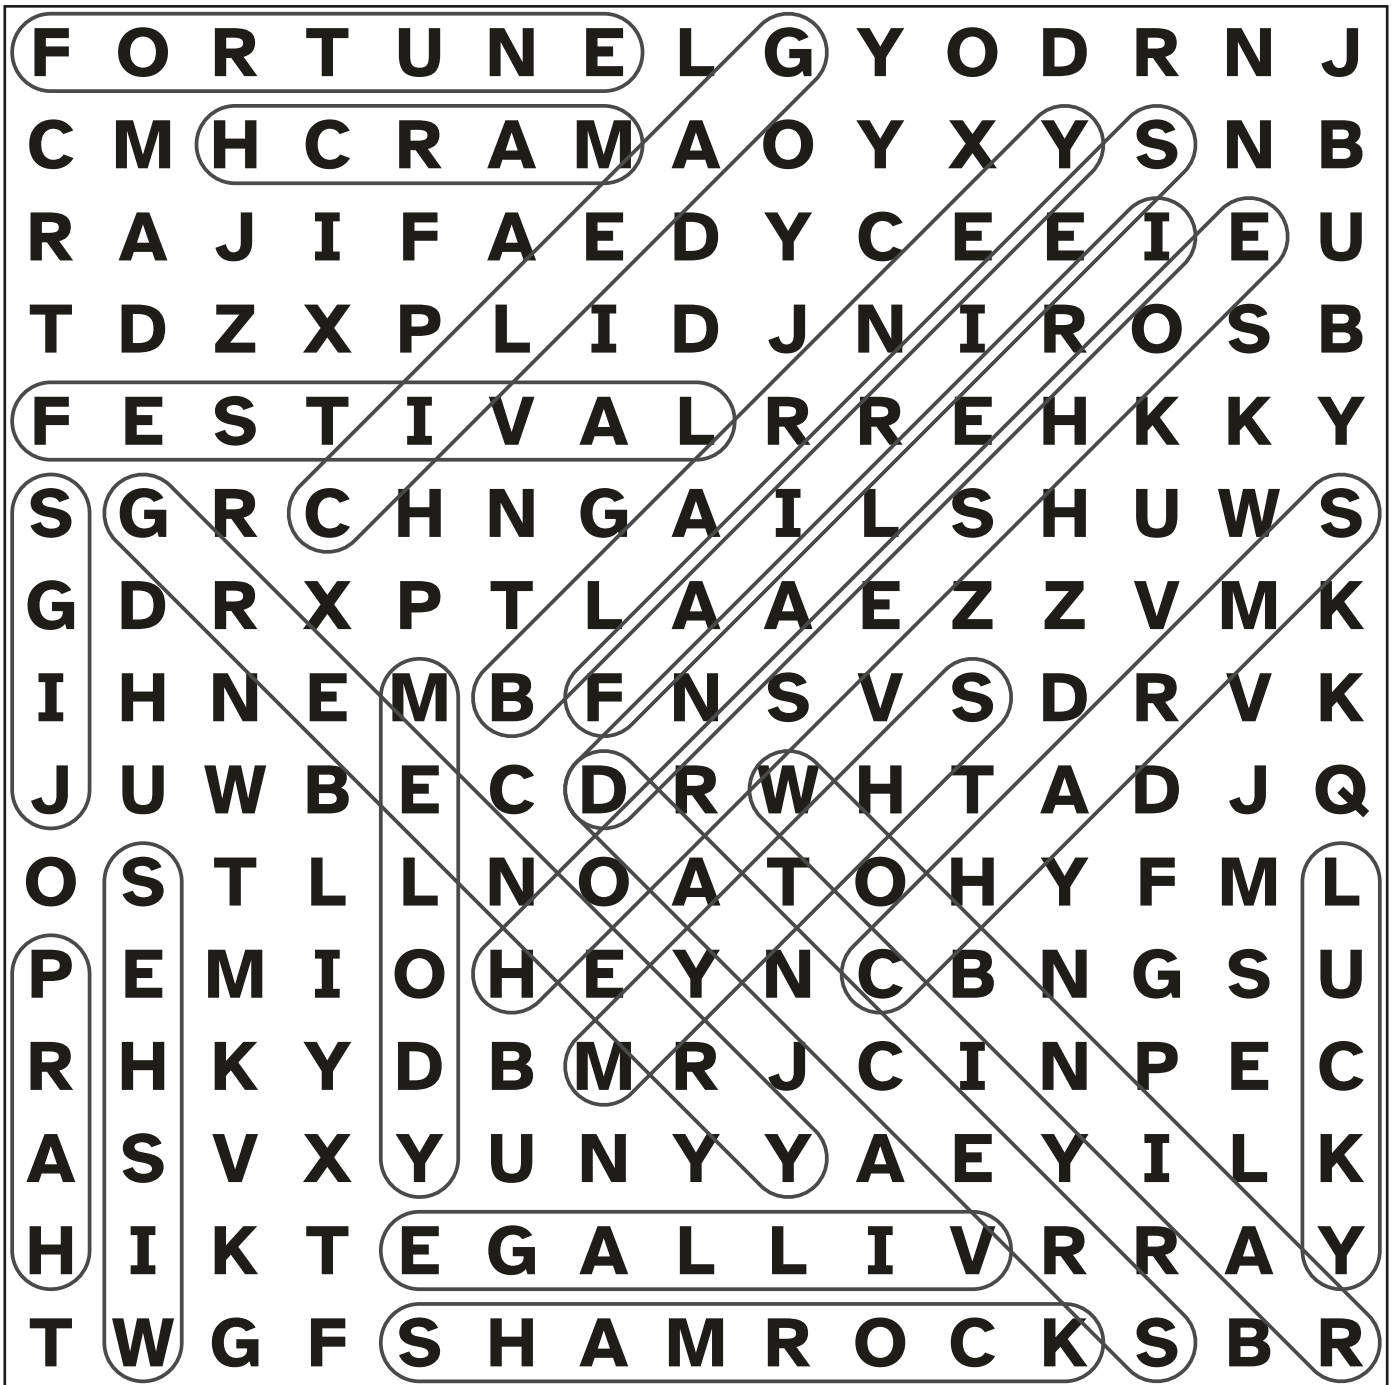 F O R T U N E L G Y O D R N J
C M H C R A M A O Y X Y S N B
R A J I F A E D Y C E E I E U
T D Z X P L I D J N I R O S B
F E S T I V A L R R E H K K Y
S G R C H N G A I L S H U W S
G D R X P T L A A E Z Z V M K
I H N E M B F N S V S D R V K
J U W B E C D R W H T A D J Q
O S T L L N O A T O H Y F M L
P E M I O H E Y N C B N G S U
R H K Y D B M R J C I N P E C
A S V X Y U N Y Y A E Y I L K
H I K T E G A L L I V R R A Y
T W G F S H A M R O C K S B R